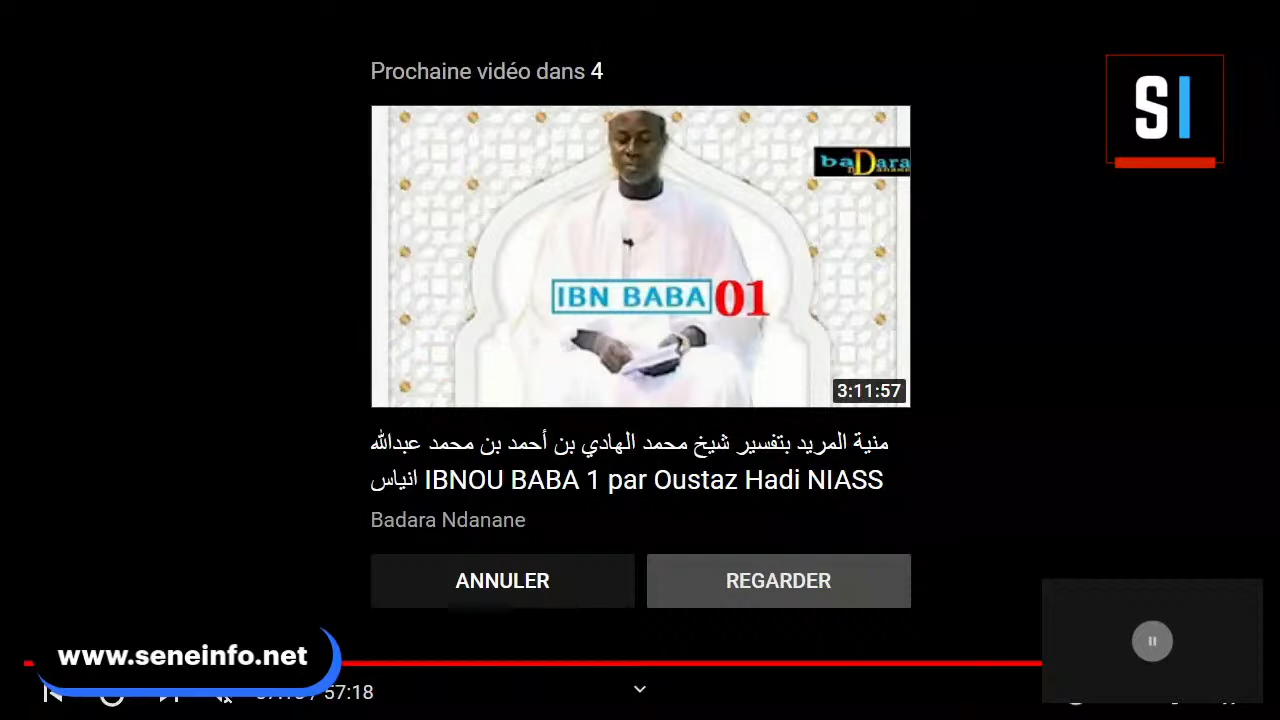 Prochaine vidéo dans 4
SI
baDara
IBN BABA 01
3:11:57
منية المريد بتفسير شيخ محمد الهادي بن أحمد بن محمد عبدالله
انياس IBNOU BABA 1 par Oustaz Hadi NIASS
Badara Ndanane
ANNULER
REGARDER
www.seneinfo.net
57:18